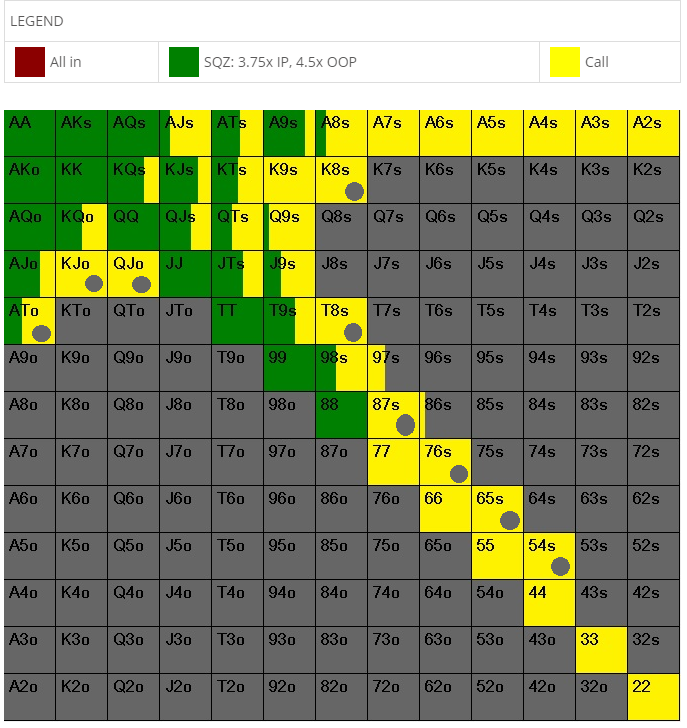 LEGEND
All in SQZ: 3.75x IP, 4.5x OOP Call
AA AKs AQs AJs ATs A9s A8s A7s A6s A5s A4s A3s A2s
AKo KK KQs KJs KTs K9s K8s K7s K6s K5s K4s K3s K2s
AQo KQo QQ QJs QTs Q9s Q8s Q7s Q6s Q5s Q4s Q3s Q2s
AJo KJo QJo JJ JTs J9s J8s J7s J6s J5s J4s J3s J2s
ATo KTo QTo JTo TT T9s T8s T7s T6s T5s T4s T3s T2s
A9o K9o Q9o J9o T9o 99 98s 97s 96s 95s 94s 93s 92s
A8o K8o Q8o J8o T8o 98o 88 87s 86s 85s 84s 83s 82s
A7o K7o Q7o J7o T7o 97o 87o 77 76s 75s 74s 73s 72s
A6o K6o Q6o J6o T6o 96o 86o 76o 66 65s 64s 63s 62s
A5o K5o Q5o J5o T5o 95o 85o 75o 65o 55 54s 53s 52s
A4o K4o Q4o J4o T4o 94o 84o 74o 64o 54o 44 43s 42s
A3o K3o Q3o J3o T3o 93o 83o 73o 63o 53o 43o 33 32s
A2o K2o Q2o J2o T2o 92o 82o 72o 62o 52o 42o 32o 22